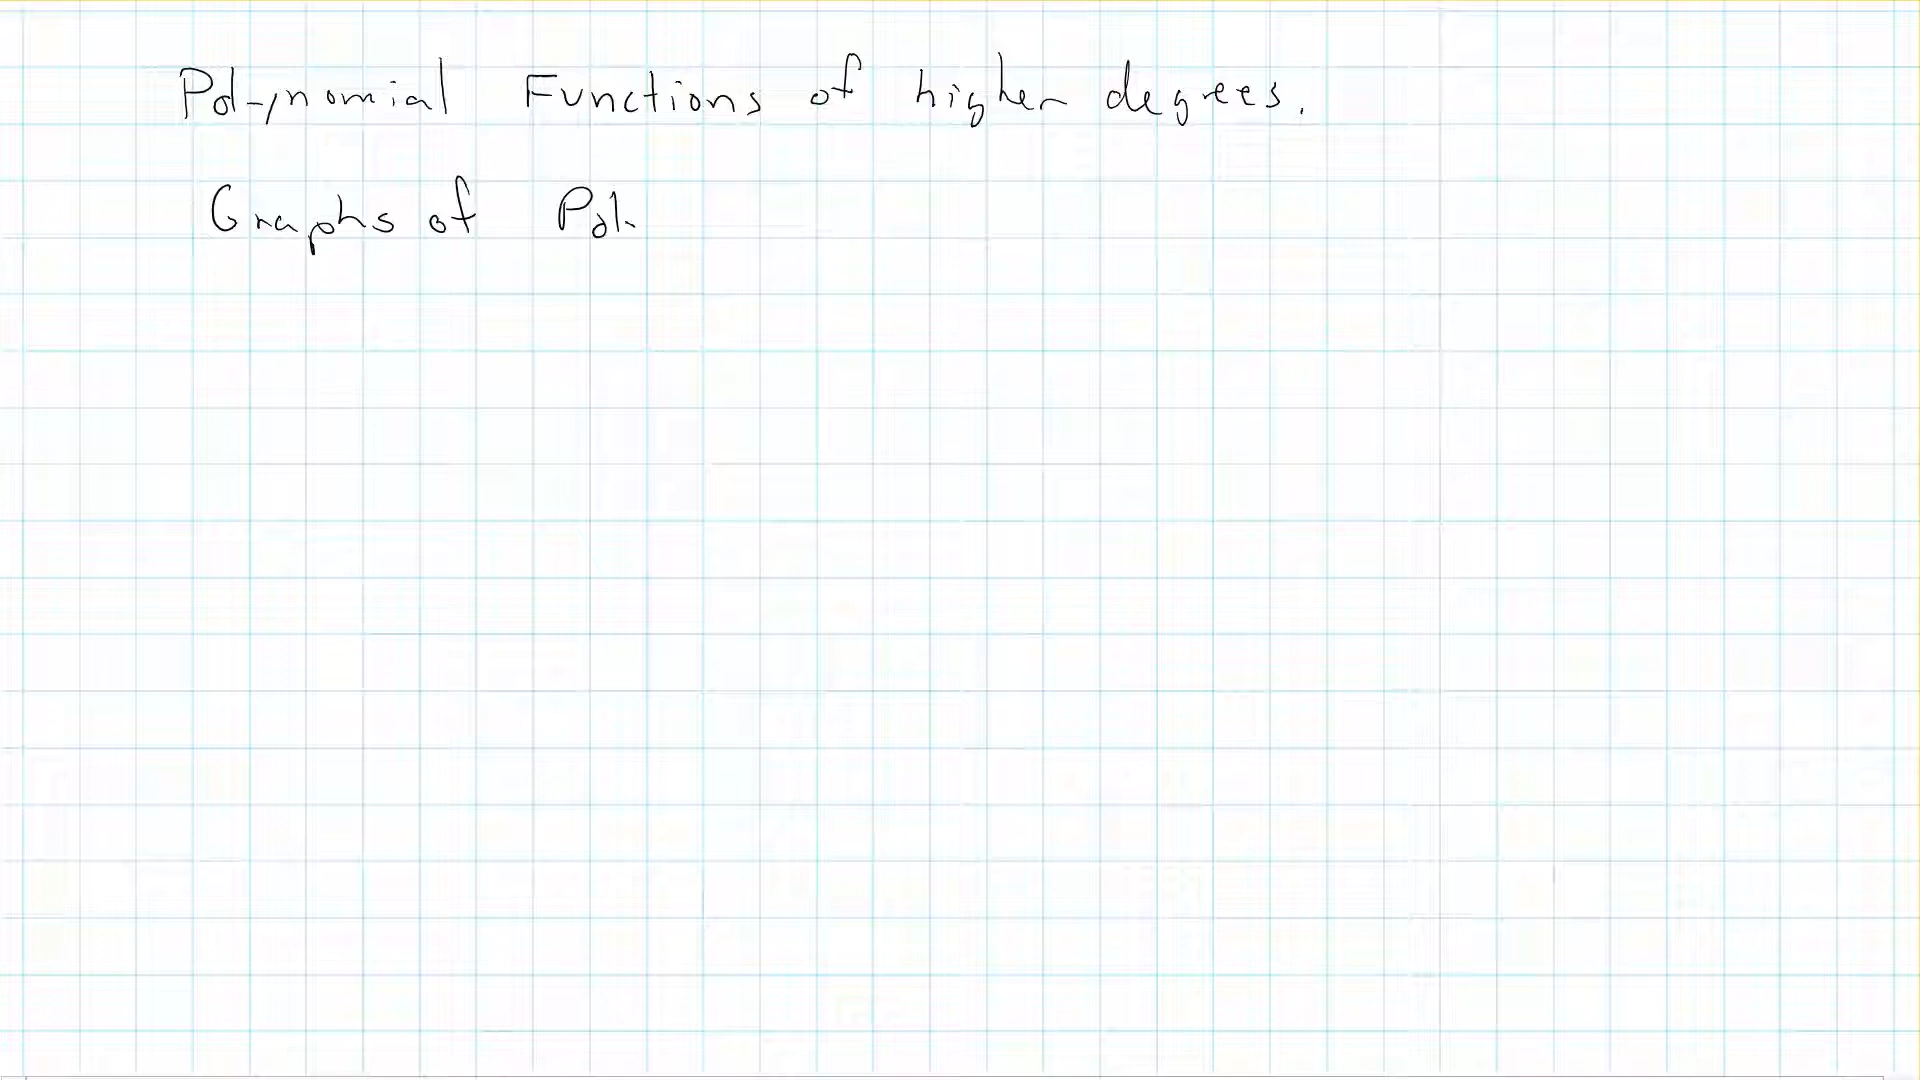 Polynomial Functions of higher degrees.
Graphs of Pol